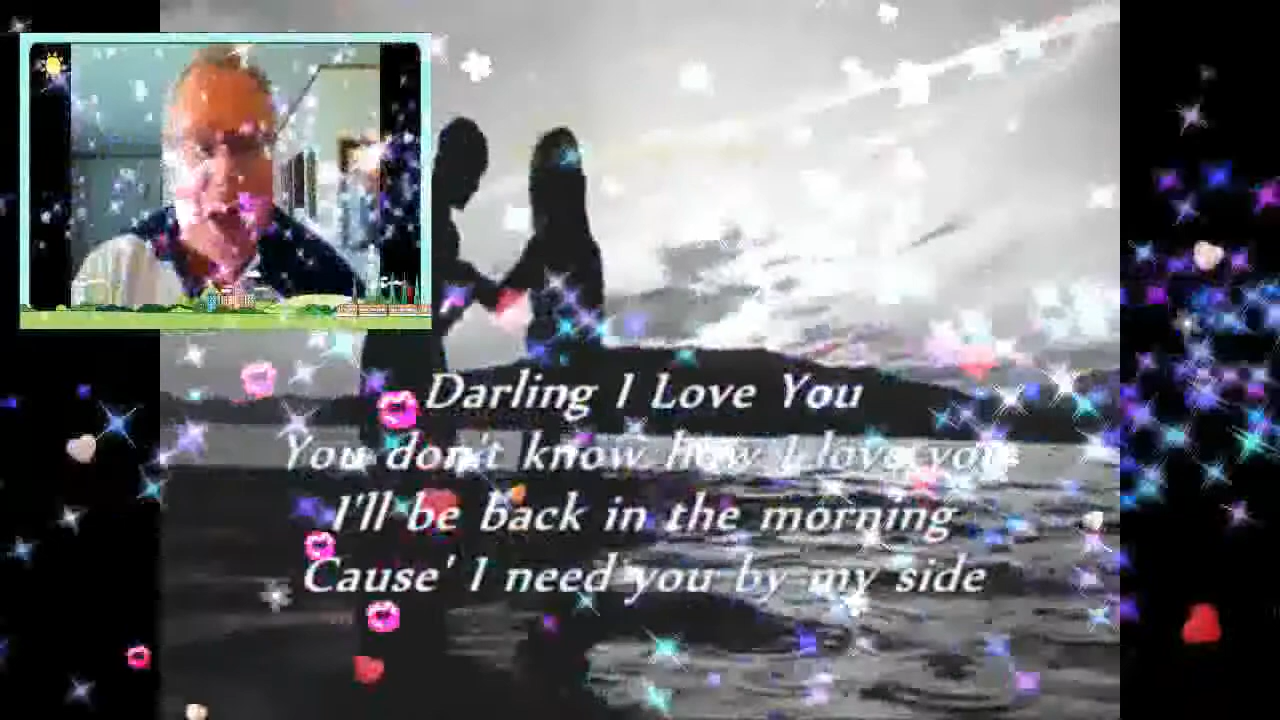 Darling I Love You
You don't know how I love you
I'll be back in the morning
Cause' I need you by my side